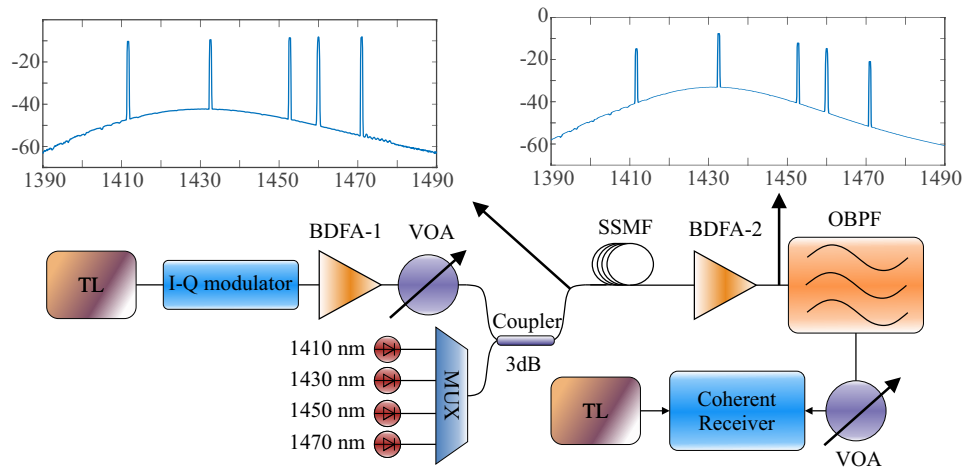 0
-20
-20
-40
-40
-60
-60
1390 1410 1430 1450 1470 1490
1390 1410 1430 1450 1470 1490
SSMF
BDFA-2
OBPF
BDFA-1
VOA
TL
I-Q modulator
Coupler
3dB
1410 nm
1430 nm
1450 nm
1470 nm
MUX
TL
Coherent
Receiver
VOA